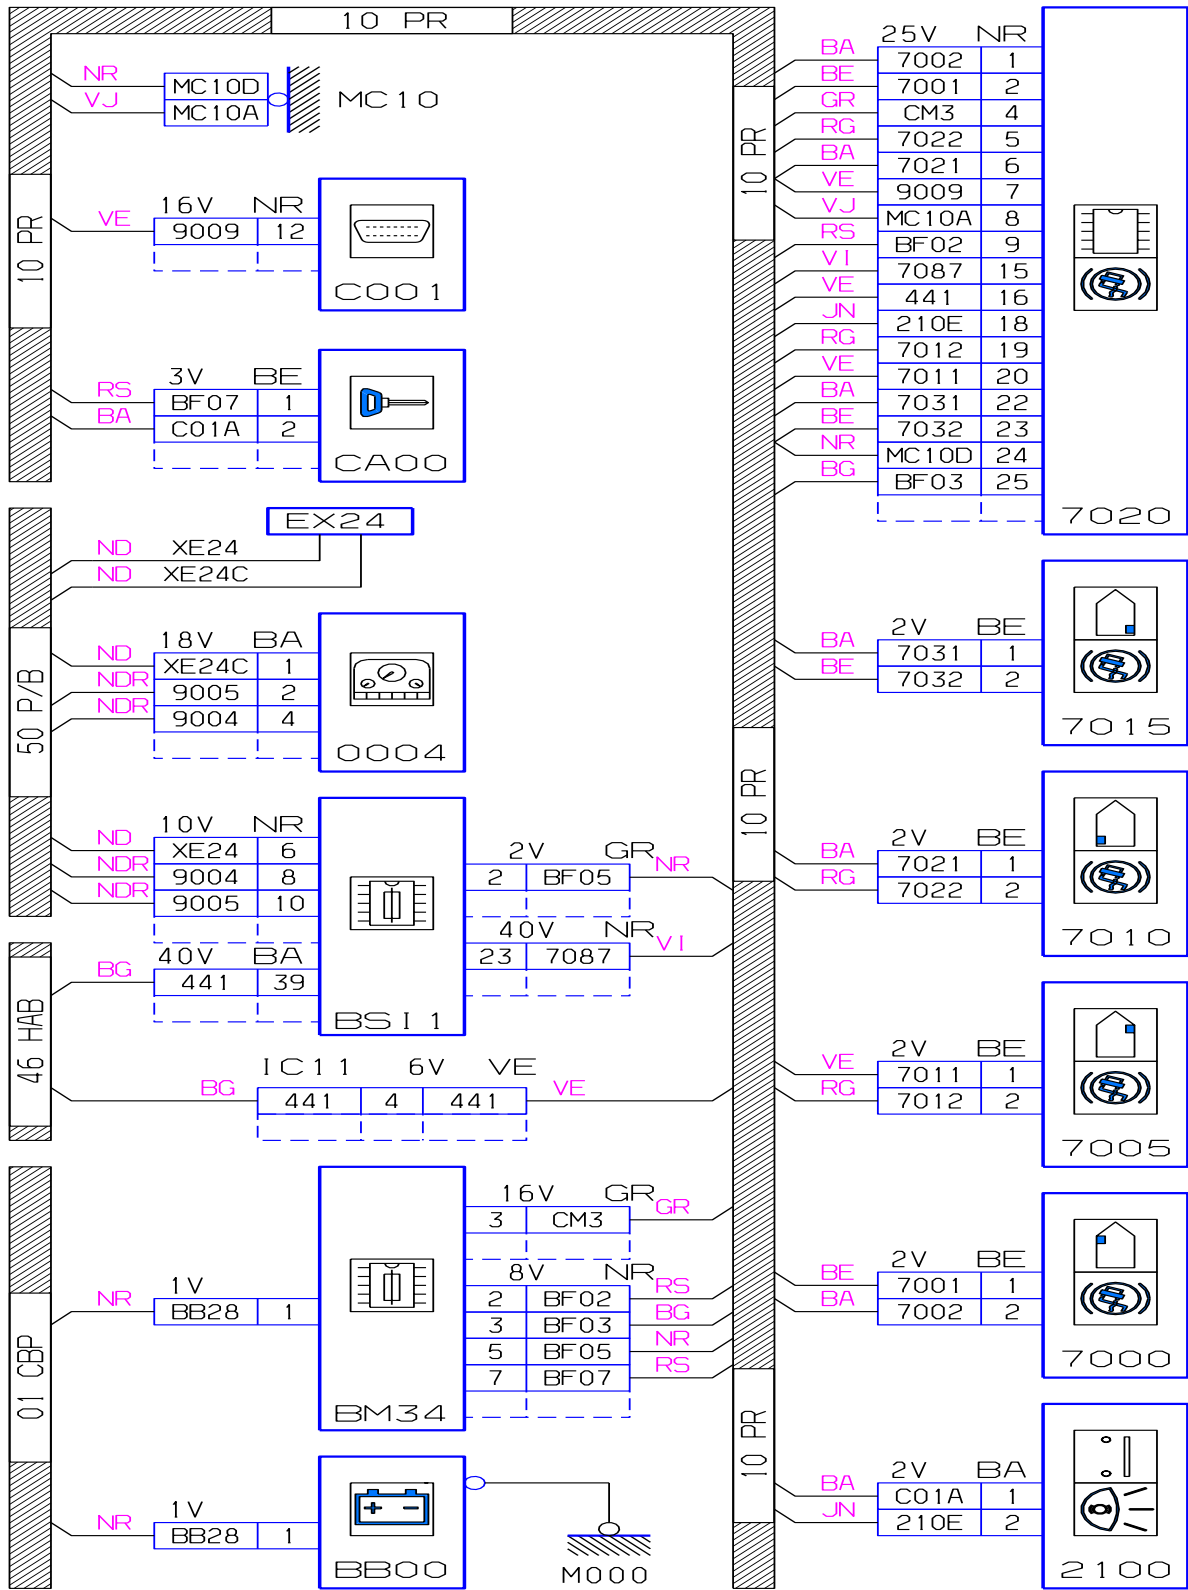 10 PR
NR MC10D
VJ MC10A
MC10
10 PR
16V NR
VE 9009 12
C001
3V BE
RS BF07 1
BA C01A 2
CA00
EX24
ND XE24
ND XE24C
50 P/B
18V BA
ND XE24C 1
NDR 9005 2
NDR 9004 4
0004
10V NR
ND XE24 6
NDR 9004 8
NDR 9005 10
40V BA
BG 441 39
BSI1
2V GR
2 BF05 NR
40V NR
23 7087 VI
46 HAB
IC11 6V VE
BG 441 4 441 VE
01 CBP
1V
NR BB28 1
BM34
16V GR
3 CM3 GR
8V NR
2 BF02 RS
3 BF03 BG
5 BF05 NR
7 BF07 RS
1V
NR BB28 1
BB00
M000
10 PR
25V NR
BA 7002 1
BE 7001 2
GR CM3 4
RG 7022 5
BA 7021 6
VE 9009 7
VJ MC10A 8
RS BF02 9
VI 7087 15
VE 441 16
JN 210E 18
RG 7012 19
VE 7011 20
BA 7031 22
BE 7032 23
NR MC10D 24
BG BF03 25
7020
2V BE
BA 7031 1
BE 7032 2
7015
10 PR
2V BE
BA 7021 1
RG 7022 2
7010
2V BE
VE 7011 1
RG 7012 2
7005
2V BE
BE 7001 1
BA 7002 2
7000
10 PR
2V BA
BA C01A 1
JN 210E 2
2100